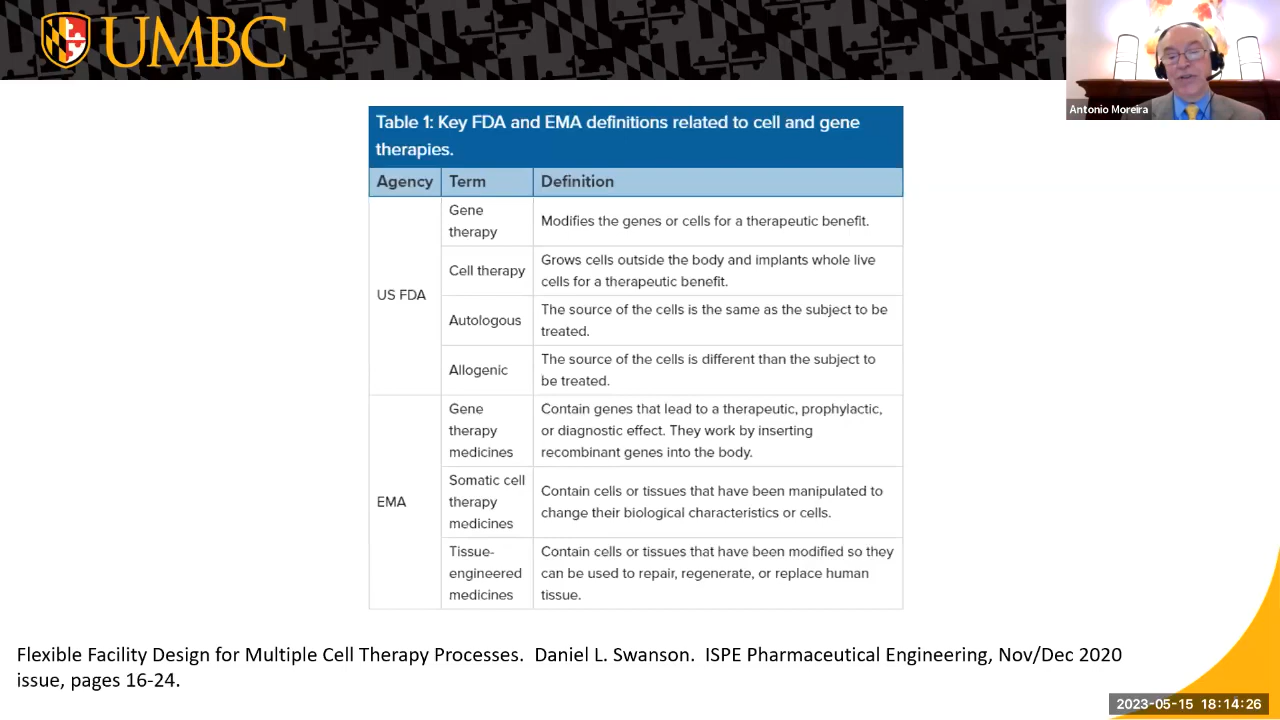 UMBC
Antonio Moreira
Table 1: Key FDA and EMA definitions related to cell and gene
therapies.
Agency Term Definition
US FDA
Gene
therapy
Modifies the genes or cells for a therapeutic benefit.
Cell therapy
Grows cells outside the body and implants whole live
cells for a therapeutic benefit.
Autologous
The source of the cells is the same as the subject to be
treated.
Allogenic
The source of the cells is different than the subject to
be treated.
EMA
Gene
therapy
medicines
Contain genes that lead to a therapeutic, prophylactic,
or diagnostic effect. They work by inserting
recombinant genes into the body.
Somatic cell
therapy
medicines
Contain cells or tissues that have been manipulated to
change their biological characteristics or cells.
Tissue-
engineered
medicines
Contain cells or tissues that have been modified so they
can be used to repair, regenerate, or replace human
tissue.
Flexible Facility Design for Multiple Cell Therapy Processes. Daniel L. Swanson. ISPE Pharmaceutical Engineering, Nov/Dec 2020
issue, pages 16-24.
2023-05-15 18:14:26